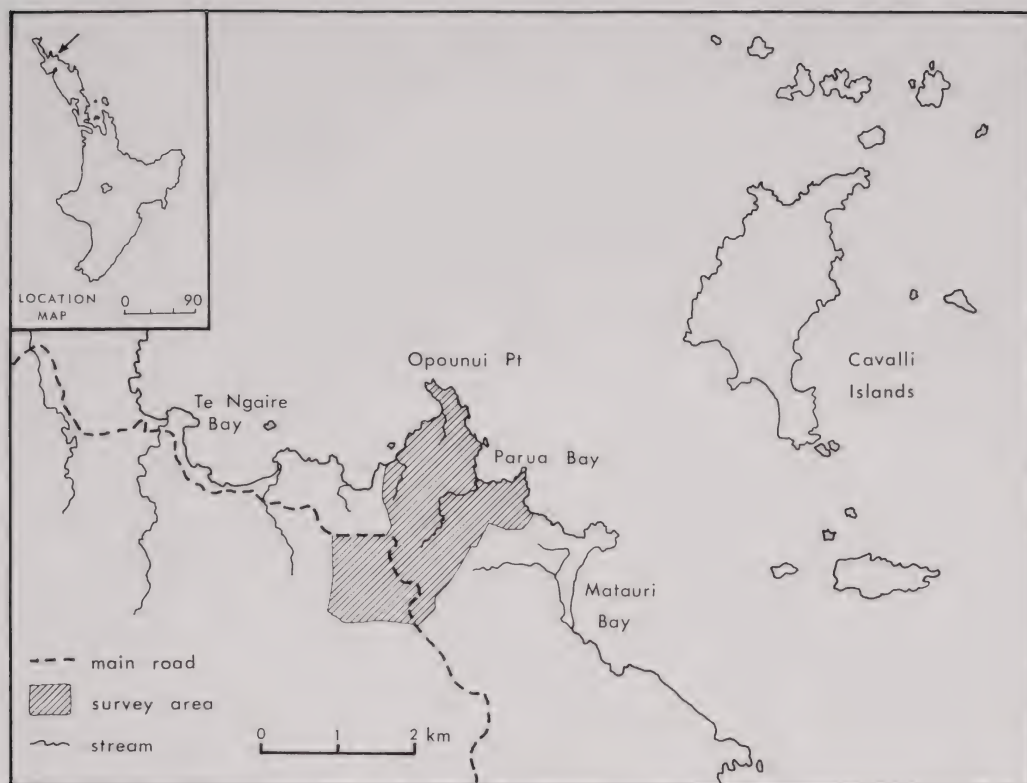 LOCATION
MAP
0 90
Opounui Pt
Cavalli
Islands
Te Ngaire
Bay
Parua Bay
Matauri
Bay
main road
survey area
stream
0 1 2 km